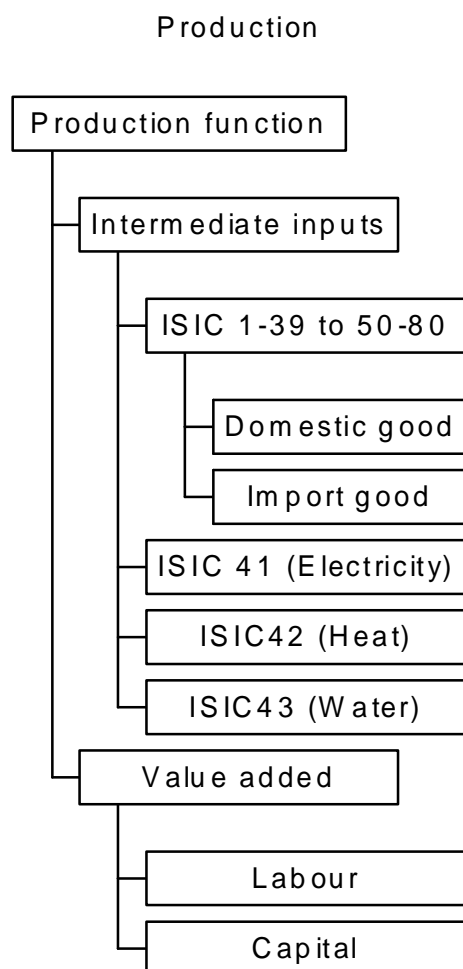 Production
Production function
Intermediate inputs
ISIC 1-39 to 50-80
Domestic good
Import good
ISIC 41 (Electricity)
ISIC42 (Heat)
ISIC43 (Water)
Value added
Labour
Capital